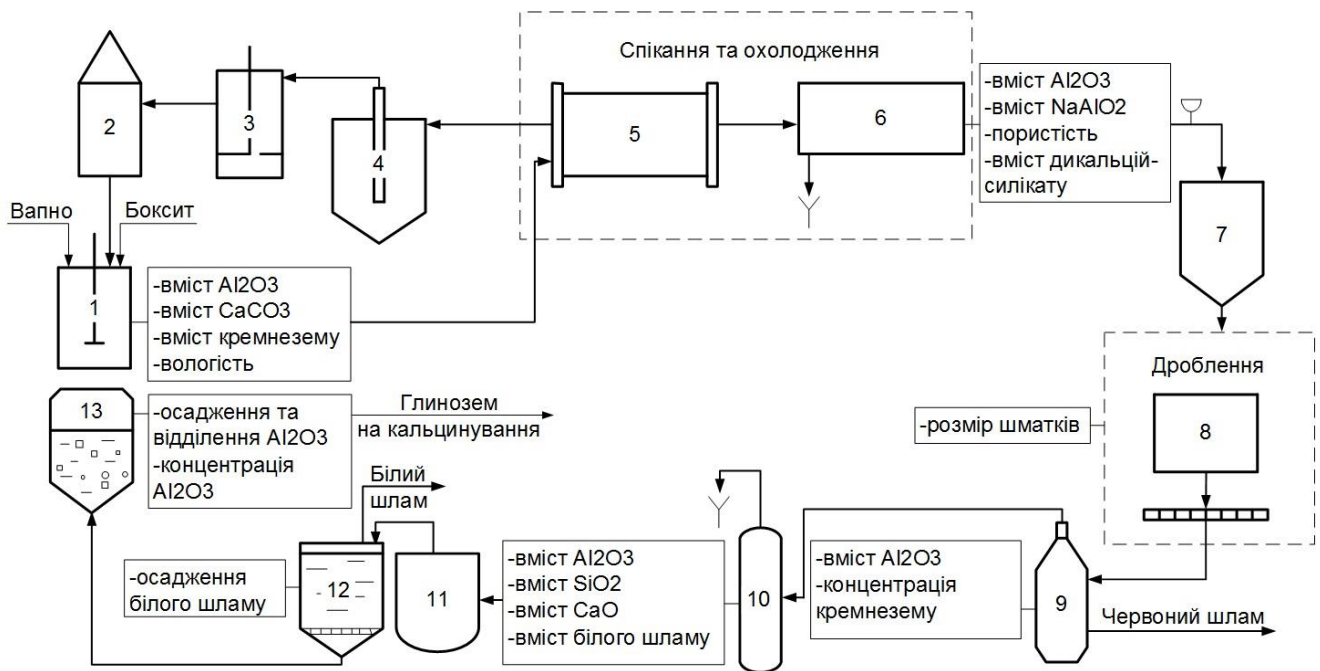 Спікання та охолодження
2
3
4
5
6
-вміст Al2O3
-вміст NaAlO2
-пористість
-вміст дикальцій-
силікату
7
Вапно
Боксит
1
-вміст Al2O3
-вміст CaCO3
-вміст кремнезему
-вологість
Дроблення
-розмір шматків
8
13
-осадження та
відділення Al2O3
-концентрація
Al2O3
Глинозем
на кальцинування
Білий
шлам
-осадження
білого шламу
12
11
-вміст Al2O3
-вміст SiO2
-вміст CaO
-вміст білого шламу
10
-вміст Al2O3
-концентрація
кремнезему
9
Червоний шлам